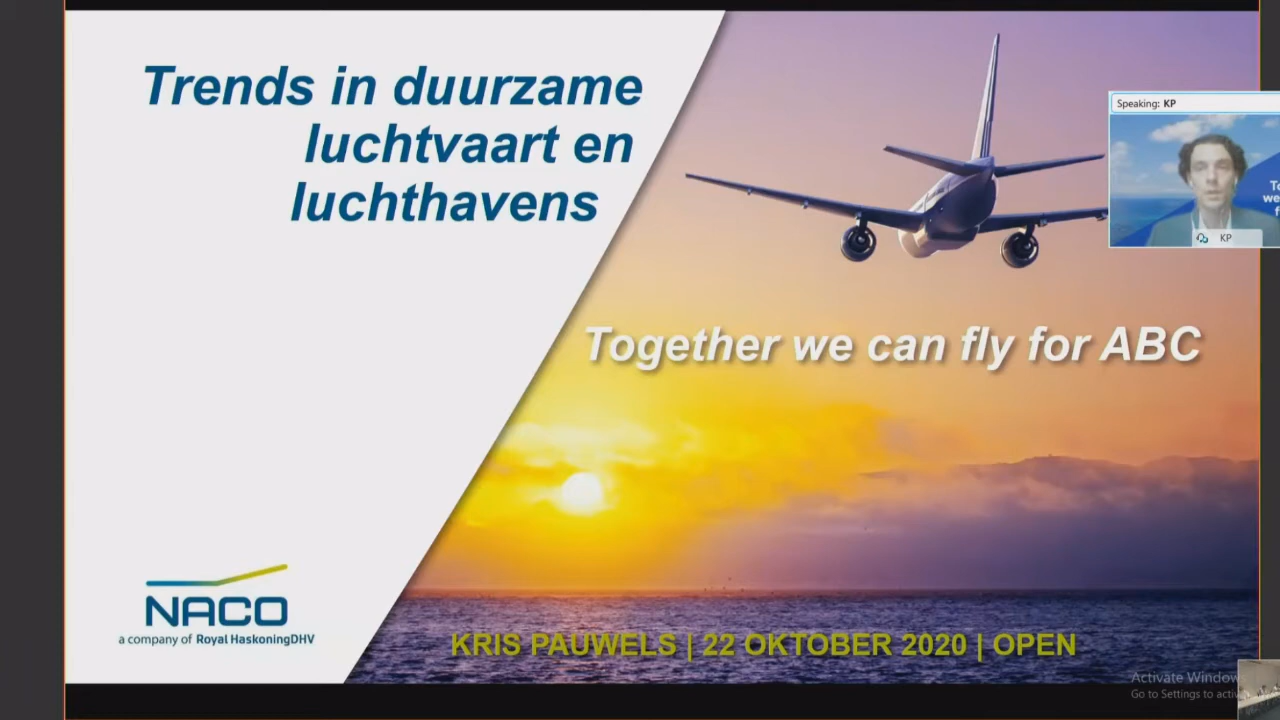 Trends in duurzame
luchtvaart en
luchthavens
Speaking: KP
KP
Together we can fly for ABC
NACO
a company of Royal HaskoningDHV
KRIS PAUWELS | 22 OKTOBER 2020 | OPEN
Activate Window
Go to Settings to activ